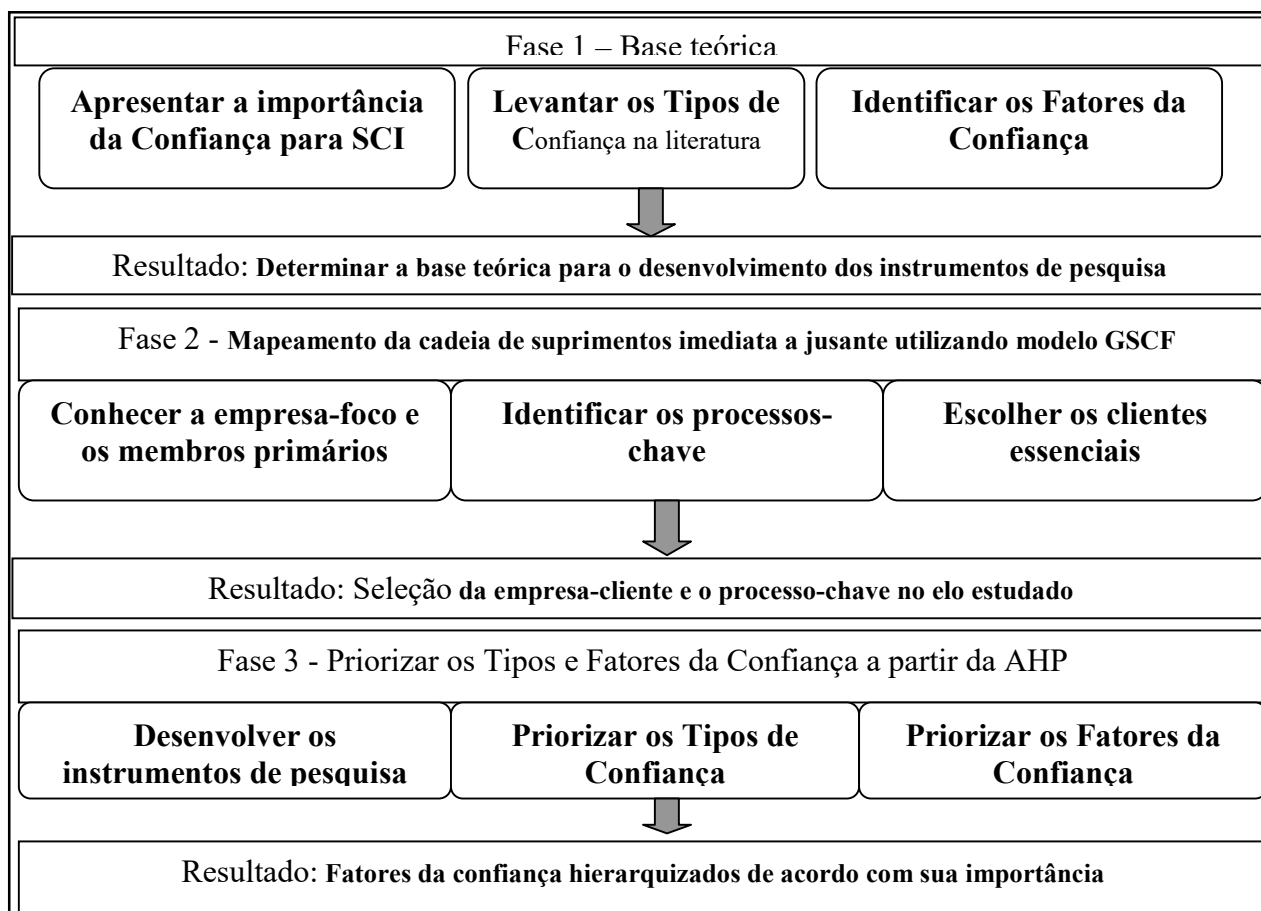 Fase 1 – Base teórica
Apresentar a importância
da Confiança para SCI
Levantar os Tipos de
Confiança na literatura
Identificar os Fatores da
Confiança
Resultado: Determinar a base teórica para o desenvolvimento dos instrumentos de pesquisa
Fase 2 - Mapeamento da cadeia de suprimentos imediata a jusante utilizando modelo GSCF
Conhecer a empresa-foco e
os membros primários
Identificar os processos-
chave
Escolher os clientes
essenciais
Resultado: Seleção da empresa-cliente e o processo-chave no elo estudado
Fase 3 - Priorizar os Tipos e Fatores da Confiança a partir da AHP
Desenvolver os
instrumentos de pesquisa
Priorizar os Tipos de
Confiança
Priorizar os Fatores da
Confiança
Resultado: Fatores da confiança hierarquizados de acordo com sua importância